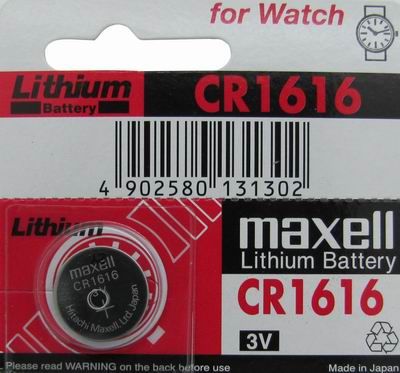 for Watch
Lithium
Battery
CR1616
4 902580 131302
Lithium
maxell
Lithium Battery
CR1616
3V
maxell
CR1616
Hitachi Maxell, Ltd. Japan
Please read WARNING on the back before use
Made in Japan